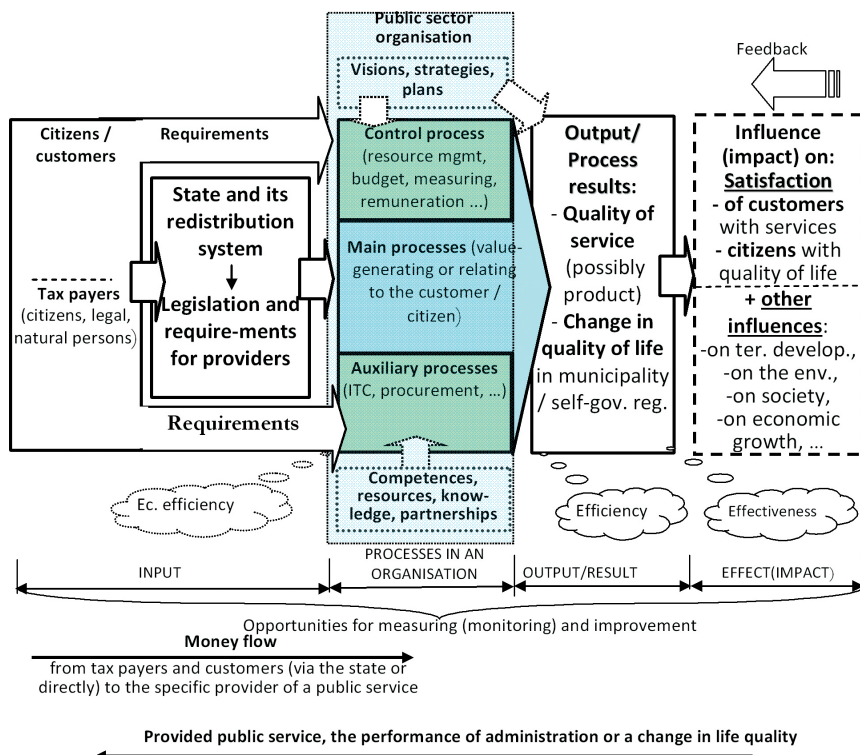 Public sector
organisation
Visions, strategies,
plans
Feedback
Citizens /
customers
Requirements
Control process
(resource mgmt,
budget, measuring,
remuneration ...)
Output/
Process
results:
- Quality of
service
(possibly
product)
- Change in
quality of life
in municipality
/ self-gov. reg.
Influence
(impact) on:
Satisfaction
- of customers
with services
- citizens with
quality of life
+ other
influences:
-on ter. develop.,
-on the env.,
-on society,
-on economic
growth, ...
State and its
redistribution
system
Legislation and
require-ments
for providers
Main processes (value-
generating or relating
to the customer /
citizen)
Tax payers
(citizens, legal,
natural persons)
Auxiliary processes
(ITC, procurement, ...)
Requirements
Competences,
resources, know-
ledge, partnerships
Ec. efficiency
Efficiency
Effectiveness
INPUT
PROCESSES IN AN
ORGANISATION
OUTPUT/RESULT
EFFECT(IMPACT)
Opportunities for measuring (monitoring) and improvement
Money flow
from tax payers and customers (via the state or
directly) to the specific provider of a public service
Provided public service, the performance of administration or a change in life quality